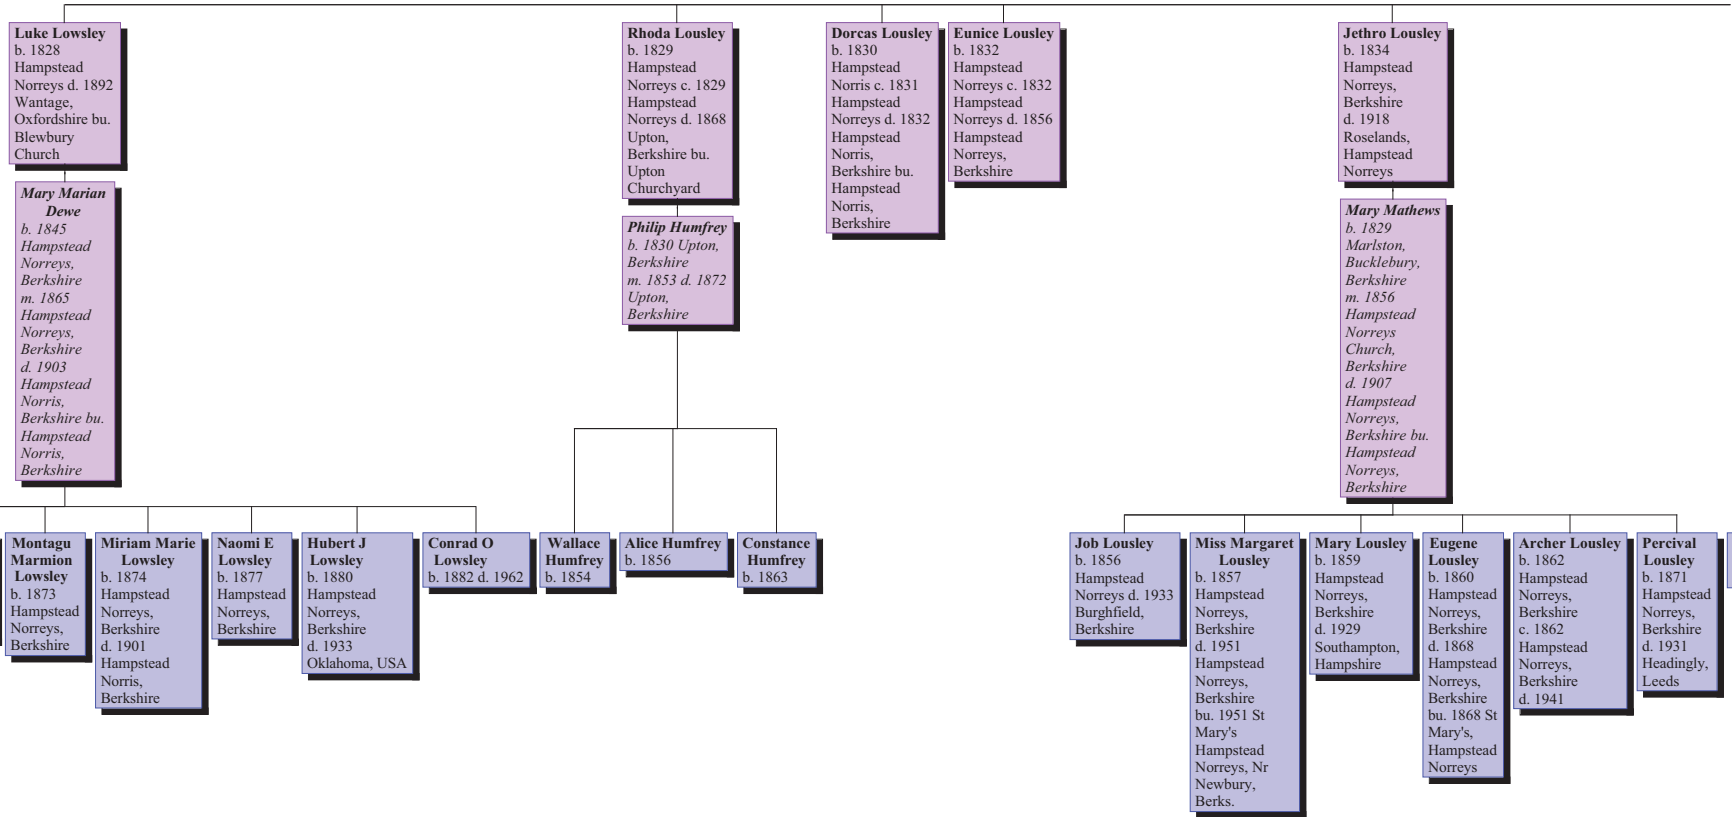 Luke Lowsley
b. 1828
Hampstead
Norreys d. 1892
Wantage,
Oxfordshire bu.
Blewbury
Church
Mary Marian
Dewe
b. 1845
Hampstead
Norreys,
Berkshire
m. 1865
Hampstead
Norreys,
Berkshire
d. 1903
Hampstead
Norris,
Berkshire bu.
Hampstead
Norris,
Berkshire
Rhoda Lousley
b. 1829
Hampstead
Norreys c. 1829
Hampstead
Norreys d. 1868
Upton,
Berkshire bu.
Upton
Churchyard
Philip Humfrey
b. 1830 Upton,
Berkshire
m. 1853 d. 1872
Upton,
Berkshire
Dorcas Lousley
b. 1830
Hampstead
Norris c. 1831
Hampstead
Norreys d. 1832
Hampstead
Norris,
Berkshire bu.
Hampstead
Norris,
Berkshire
Eunice Lousley
b. 1832
Hampstead
Norreys c. 1832
Hampstead
Norreys d. 1856
Hampstead
Norreys,
Berkshire
Jethro Lousley
b. 1834
Hampstead
Norreys,
Berkshire
d. 1918
Roselands,
Hampstead
Norreys
Mary Mathews
b. 1829
Marlston,
Bucklebury,
Berkshire
m. 1856
Hampstead
Norreys
Church,
Berkshire
d. 1907
Hampstead
Norreys,
Berkshire bu.
Hampstead
Norreys,
Berkshire
Montagu
Marmion
Lowsley
b. 1873
Hampstead
Norreys,
Berkshire
Miriam Marie
Lowsley
b. 1874
Hampstead
Norreys,
Berkshire
d. 1901
Hampstead
Norris,
Berkshire
Naomi E
Lowsley
b. 1877
Hampstead
Norreys,
Berkshire
Hubert J
Lowsley
b. 1880
Hampstead
Norreys,
Berkshire
d. 1933
Oklahoma, USA
Conrad O
Lowsley
b. 1882 d. 1962
Wallace
Humfrey
b. 1854
Alice Humfrey
b. 1856
Constance
Humfrey
b. 1863
Job Lousley
b. 1856
Hampstead
Norreys d. 1933
Burghfield,
Berkshire
Miss Margaret
Lousley
b. 1857
Hampstead
Norreys,
Berkshire
d. 1951
Hampstead
Norreys,
Berkshire
bu. 1951 St
Mary's
Hampstead
Norreys, Nr
Newbury,
Berks.
Mary Lousley
b. 1859
Hampstead
Norreys,
Berkshire
d. 1929
Southampton,
Hampshire
Eugene
Lousley
b. 1860
Hampstead
Norreys,
Berkshire
d. 1868
Hampstead
Norreys,
Berkshire
bu. 1868 St
Mary's,
Hampstead
Norreys
Archer Lousley
b. 1862
Hampstead
Norreys,
Berkshire
c. 1862
Hampstead
Norreys,
Berkshire
d. 1941
Percival
Lousley
b. 1871
Hampstead
Norreys,
Berkshire
d. 1931
Headingly,
Leeds